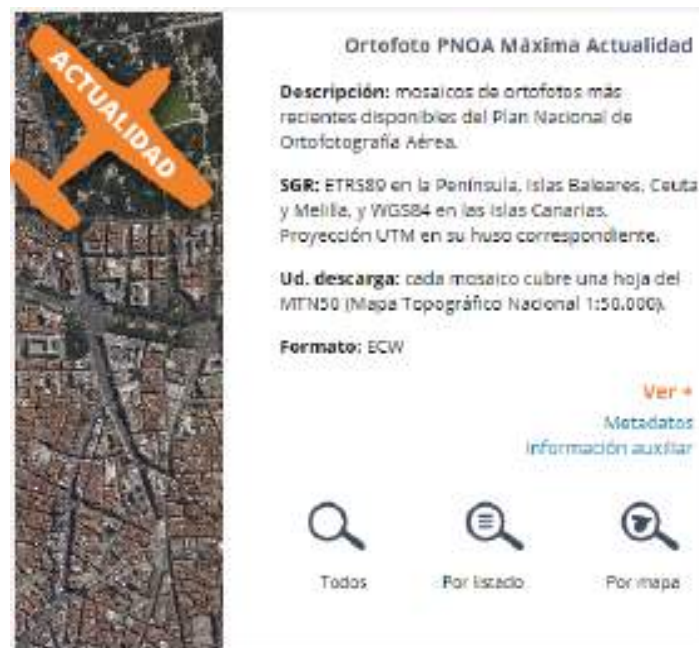 ACTUALIDAD
Ortofoto PNOA Máxima Actualidad
Descripción: mosaicos de ortofotos más
recientes disponibles del Plan Nacional de
Ortofotografía Aérea.
SGR: ETRS89 en la Península, Islas Baleares, Ceuta
y Melilla, y WGS84 en las Islas Canarias.
Proyección UTM en su huso correspondiente.
Ud. descarga: cada mosaico cubre una hoja del
MTN50 (Mapa Topográfico Nacional 1:50.000).
Formato: ECW
Ver +
Metadatos
Información auxiliar
Todos
Por listado
Por mapa